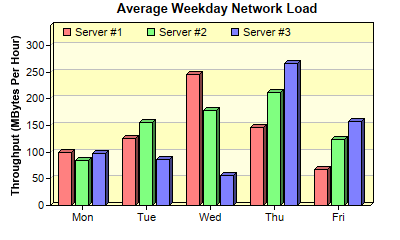 Average Weekday Network Load
Server #1 Server #2 Server #3
Throughput (MBytes Per Hour)
300
250
200
150
100
50
0
Mon Tue Wed Thu Fri